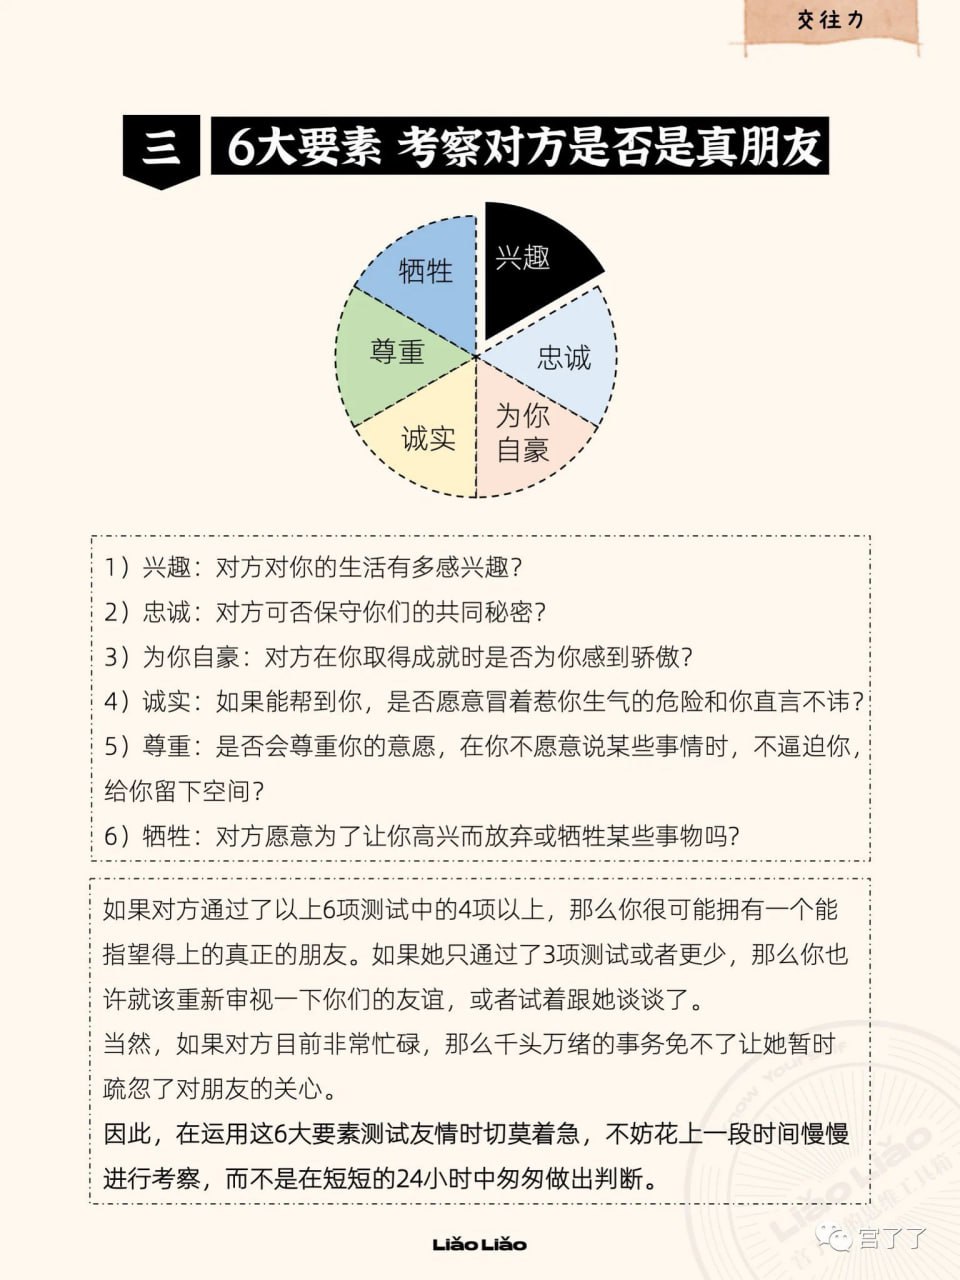 交往力
三 6大要素 考察对方是否是真朋友
牺牲
兴趣
尊重
忠诚
诚实
为你
自豪
1）兴趣：对方对你的生活有多感兴趣？
2）忠诚：对方可否保守你们的共同秘密？
3）为你自豪：对方在你取得成就时是否为你感到骄傲？
4）诚实：如果能帮到你，是否愿意冒着惹你生气的危险和你直言不讳？
5）尊重：是否会尊重你的意愿，在你不愿意说某些事情时，不逼迫你，
给你留下空间？
6）牺牲：对方愿意为了让你高兴而放弃或牺牲某些事物吗？
如果对方通过了以上6项测试中的4项以上，那么你很可能拥有一个能
指望得上的真正的朋友。如果她只通过了3项测试或者更少，那么你也
许就该重新审视一下你们的友谊，或者试着跟她谈谈了。
当然，如果对方目前非常忙碌，那么千头万绪的事务免不了让她暂时
疏忽了对朋友的关心。
因此，在运用这6大要素测试友情时切莫着急，不妨花上一段时间慢慢
进行考察，而不是在短短的24小时中匆匆做出判断。
LiǎoLiǎo
LiǎoLiǎo
宫了了